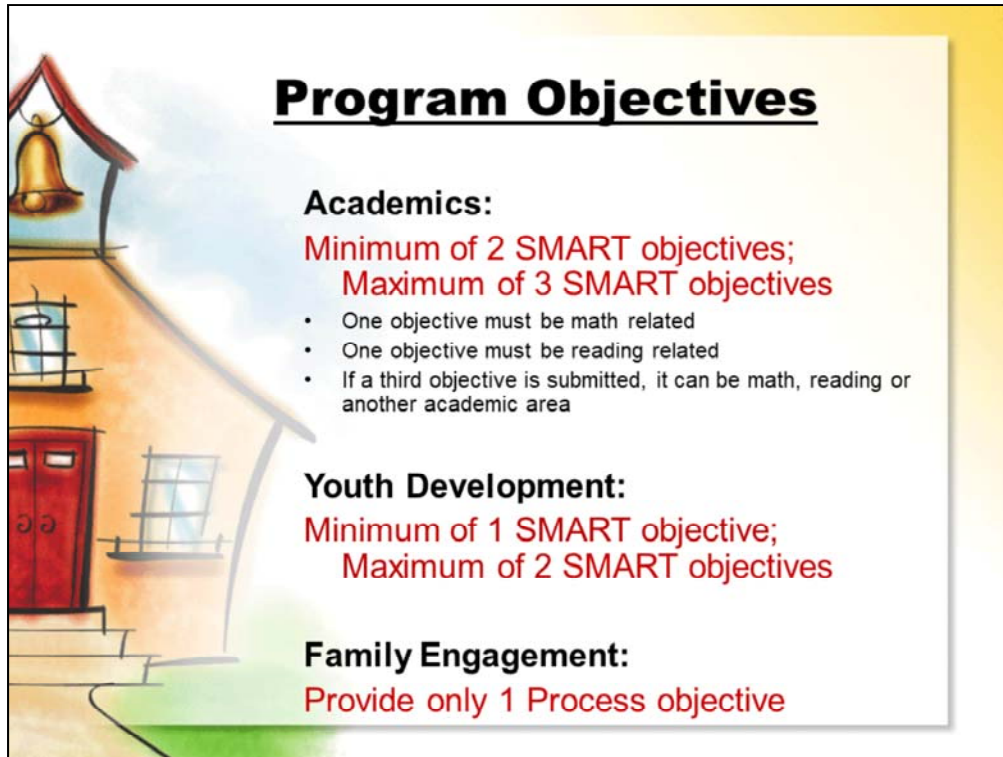 Program Objectives
Academics:
Minimum of 2 SMART objectives;
Maximum of 3 SMART objectives
• One objective must be math related
• One objective must be reading related
• If a third objective is submitted, it can be math, reading or
another academic area
Youth Development:
Minimum of 1 SMART objective;
Maximum of 2 SMART objectives
Family Engagement:
Provide only 1 Process objective